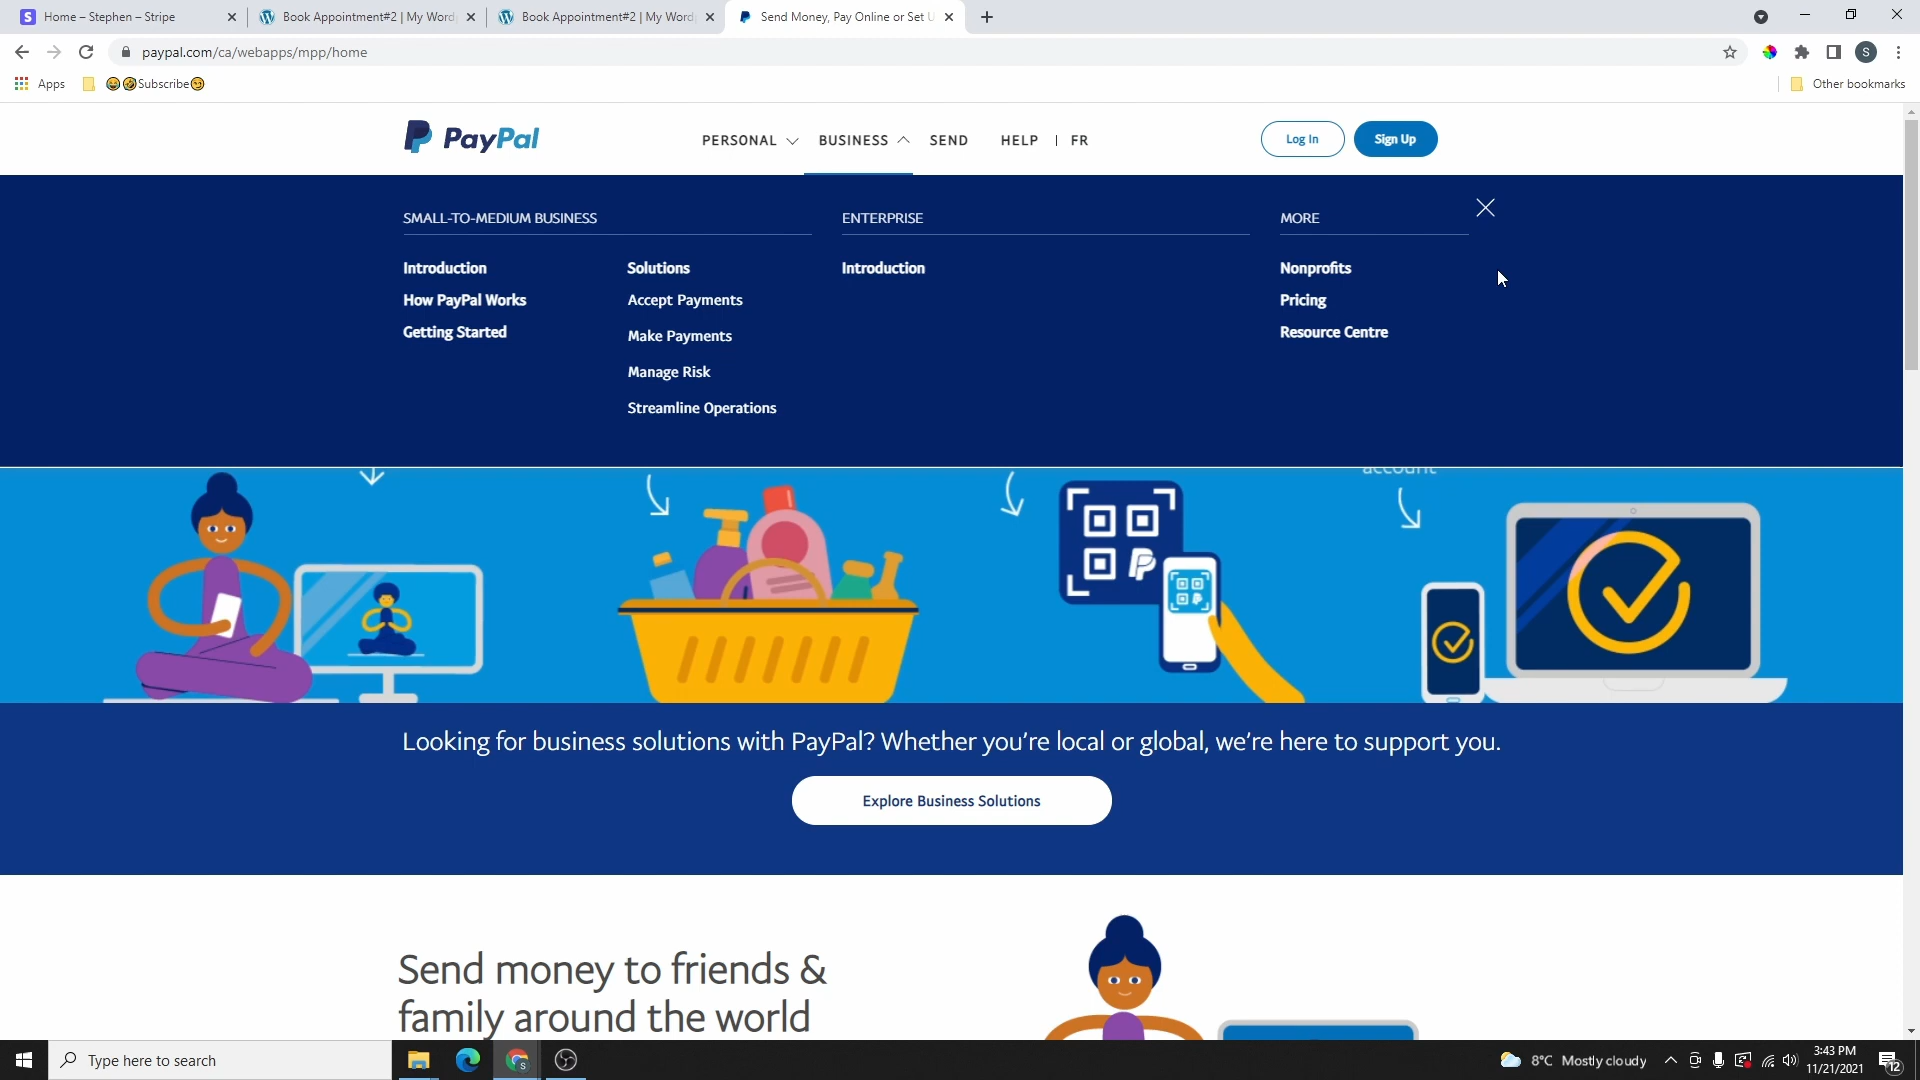 Home – Stephen – Stripe
Book Appointment#2 | My Word
Book Appointment#2 | My Word
Send Money, Pay Online or Set U
paypal.com/ca/webapps/mpp/home
S
Apps
😂🤣Subscribe😏
Other bookmarks
PayPal
PERSONAL
BUSINESS
SEND
HELP
| FR
Log In
Sign Up
SMALL-TO-MEDIUM BUSINESS
Introduction
How PayPal Works
Getting Started
Solutions
Accept Payments
Make Payments
Manage Risk
Streamline Operations
ENTERPRISE
Introduction
MORE
Nonprofits
Pricing
Resource Centre
account
Looking for business solutions with PayPal? Whether you’re local or global, we’re here to support you.
Explore Business Solutions
Send money to friends &
family around the world
Type here to search
8°C Mostly cloudy
3:43 PM
11/21/2021
12